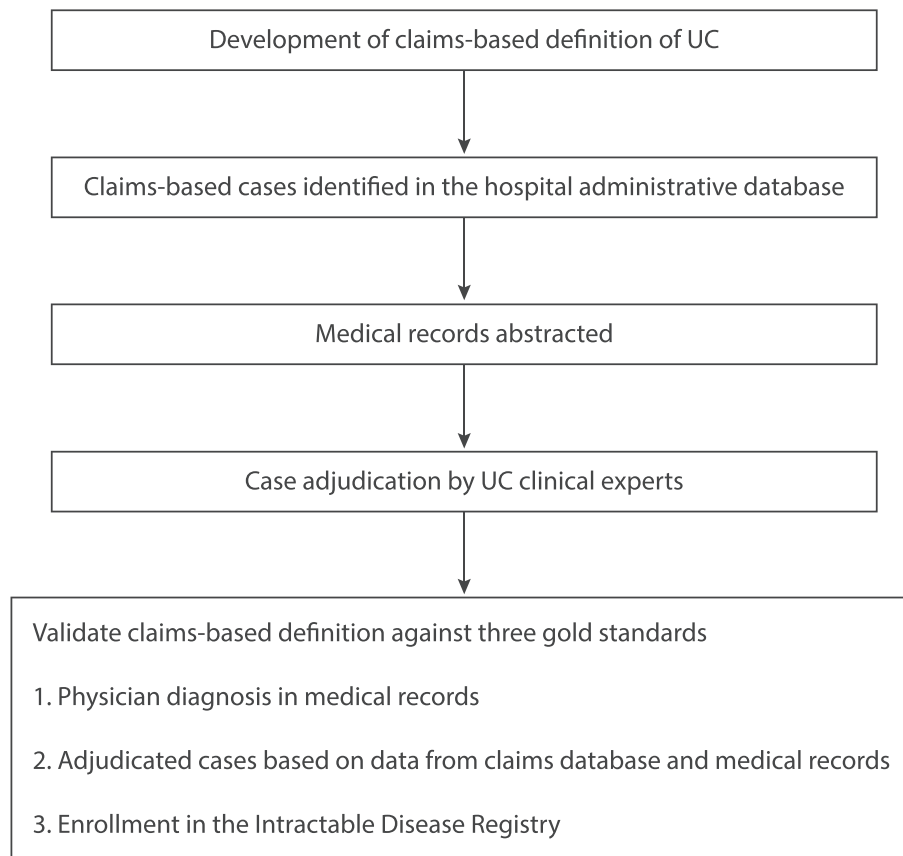 Development of claims-based definition of UC
Claims-based cases identified in the hospital administrative database
Medical records abstracted
Case adjudication by UC clinical experts
Validate claims-based definition against three gold standards
1. Physician diagnosis in medical records
2. Adjudicated cases based on data from claims database and medical records
3. Enrollment in the Intractable Disease Registry